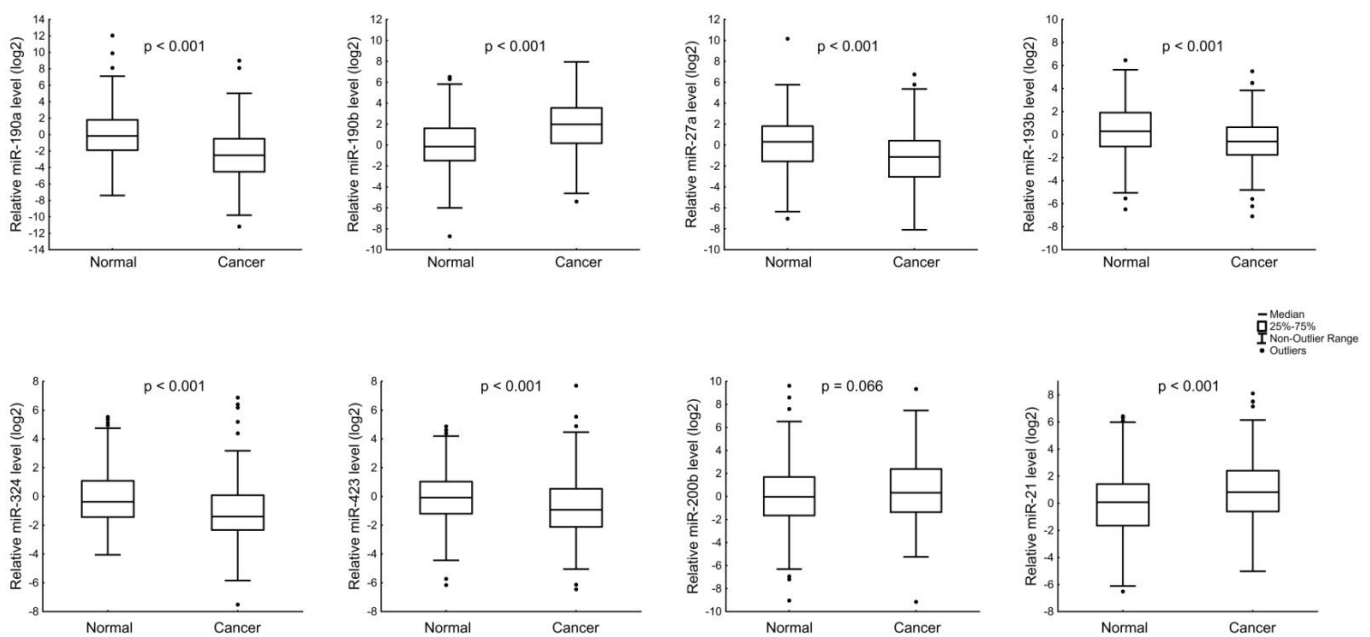 Relative miR-190a level (log2)
14
12
10
8
6
4
2
0
-2
-4
-6
-8
-10
-12
-14
p < 0.001
Normal
Cancer
Relative miR-190b level (log2)
12
10
8
6
4
2
0
-2
-4
-6
-8
-10
p < 0.001
Normal
Cancer
Relative miR-27a level (log2)
12
10
8
6
4
2
0
-2
-4
-6
-8
-10
p < 0.001
Normal
Cancer
Relative miR-193b level (log2)
10
8
6
4
2
0
-2
-4
-6
-8
-10
p < 0.001
Normal
Cancer
Median
25%-75%
Non-Outlier Range
Outliers
Relative miR-324 level (log2)
8
6
4
2
0
-2
-4
-6
-8
p < 0.001
Normal
Cancer
Relative miR-423 level (log2)
8
6
4
2
0
-2
-4
-6
-8
p < 0.001
Normal
Cancer
Relative miR-200b level (log2)
10
8
6
4
2
0
-2
-4
-6
-8
-10
p = 0.066
Normal
Cancer
Relative miR-21 level (log2)
8
6
4
2
0
-2
-4
-6
-8
p < 0.001
Normal
Cancer